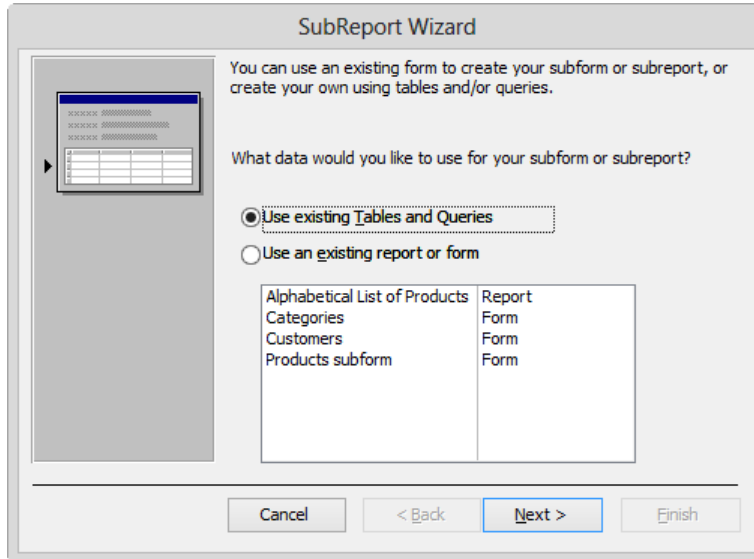 SubReport Wizard
You can use an existing form to create your subform or subreport, or
create your own using tables and/or queries.
xxxxx
xxxxx
xxxxx
What data would you like to use for your subform or subreport?
Use existing Tables and Queries
Use an existing report or form
Alphabetical List of Products Report
Categories Form
Customers Form
Products subform Form
Cancel < Back Next > Finish